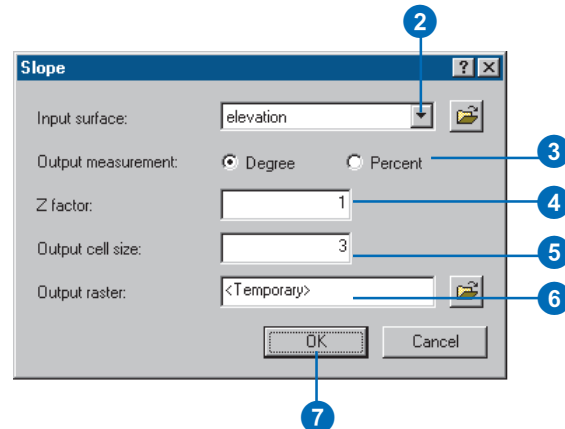 2
Slope
Input surface: elevation
Output measurement: Degree Percent 3
Z factor: 1 4
Output cell size: 3 5
Output raster: <Temporary> 6
OK Cancel
7